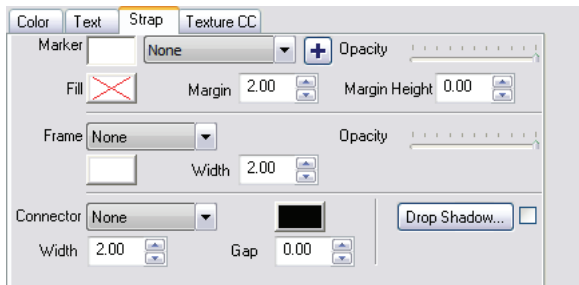 Color Text Strap Texture CC
Marker None + Opacity
Fill Margin 2.00 Margin Height 0.00
Frame None Opacity
Width 2.00
Connector None Drop Shadow...
Width 2.00 Gap 0.00